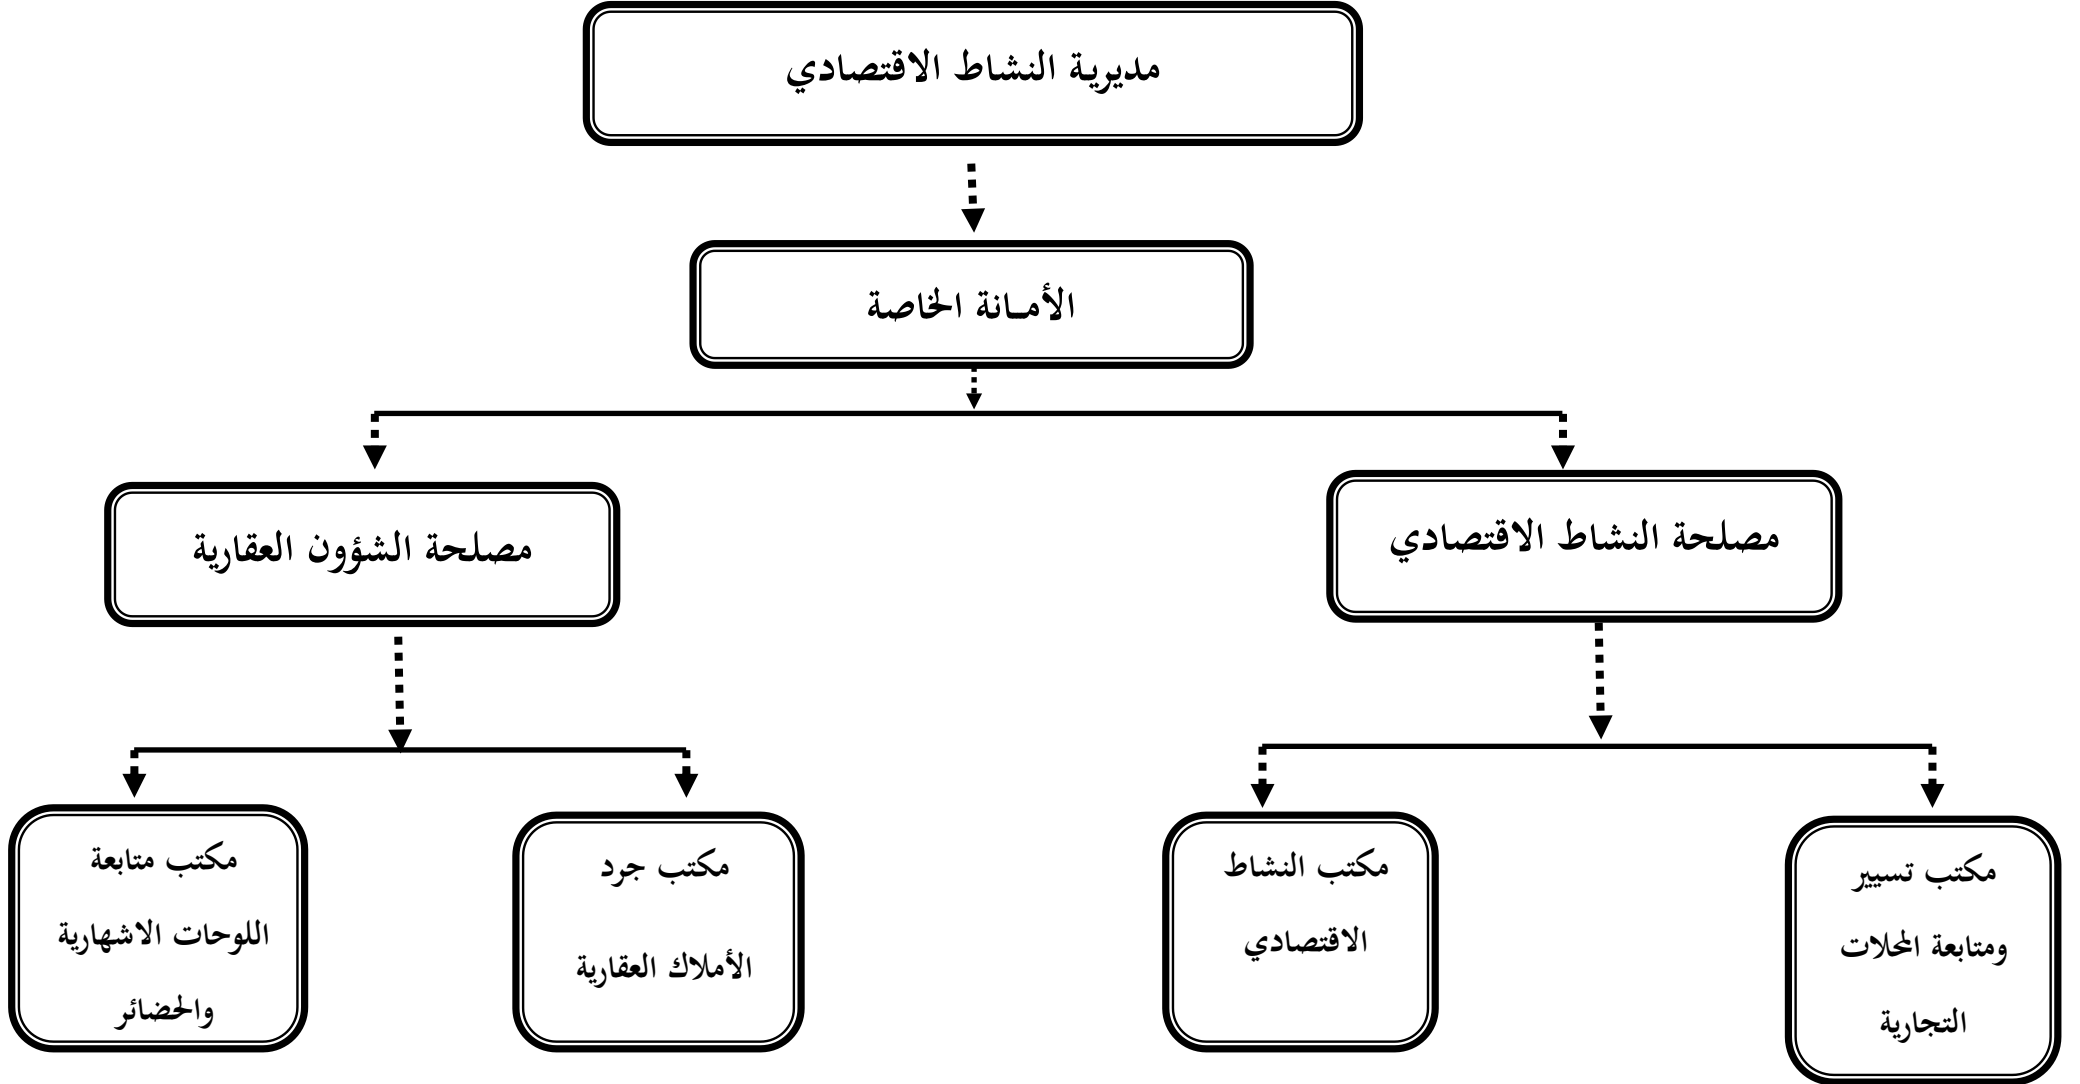 مديرية النشاط الاقتصادي
الأمـانة الخاصة
مصلحة النشاط الاقتصادي
مصلحة الشؤون العقارية
مكتب تسيير
ومتابعة المحلات
التجارية
مكتب النشاط
الاقتصادي
مكتب جرد
الأملاك العقارية
مكتب متابعة
اللوحات الاشهارية
والحضائر